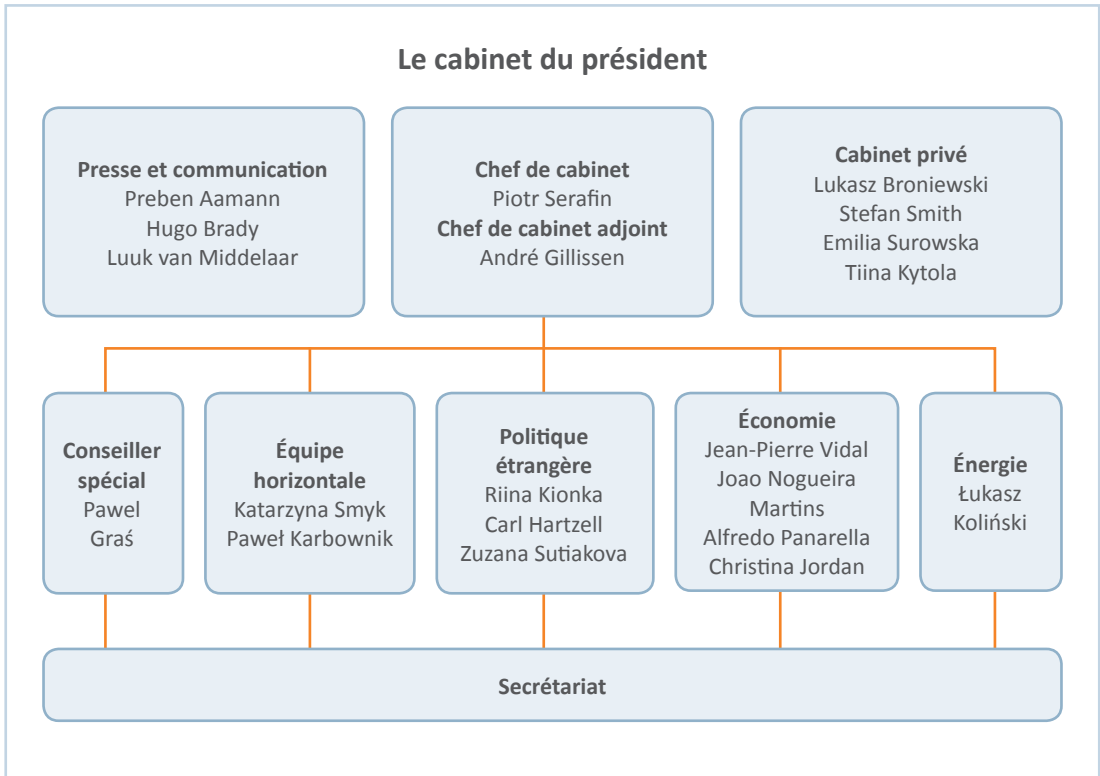 Le cabinet du président
Presse et communication
Preben Aamann
Hugo Brady
Luuk van Middelaar
Chef de cabinet
Piotr Serafin
Chef de cabinet adjoint
André Gillissen
Cabinet privé
Lukasz Broniewski
Stefan Smith
Emilia Surowska
Tiina Kytola
Conseiller
spécial
Pawel
Graś
Équipe
horizontale
Katarzyna Smyk
Paweł Karbownik
Politique
étrangère
Riina Kionka
Carl Hartzell
Zuzana Sutiakova
Économie
Jean-Pierre Vidal
Joao Nogueira
Martins
Alfredo Panarella
Christina Jordan
Énergie
Łukasz
Koliński
Secrétariat